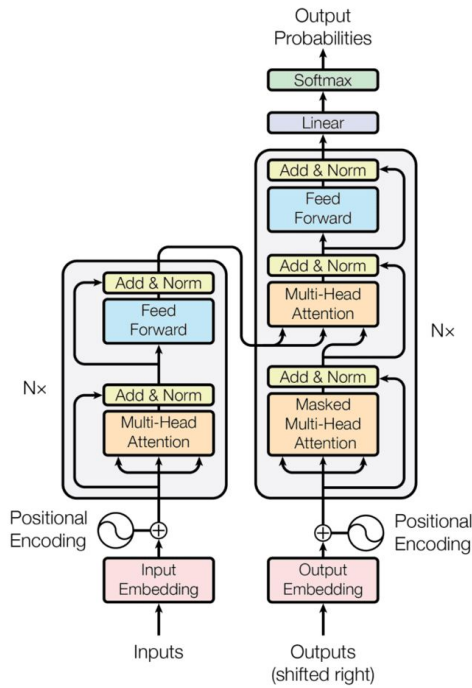 Output
Probabilities
Softmax
Linear
Add & Norm
Feed
Forward
Add & Norm
Multi-Head
Attention
Add & Norm
Masked
Multi-Head
Attention
Nx
Add & Norm
Feed
Forward
Add & Norm
Multi-Head
Attention
Nx
Positional
Encoding
Positional
Encoding
Input
Embedding
Output
Embedding
Inputs
Outputs
(shifted right)